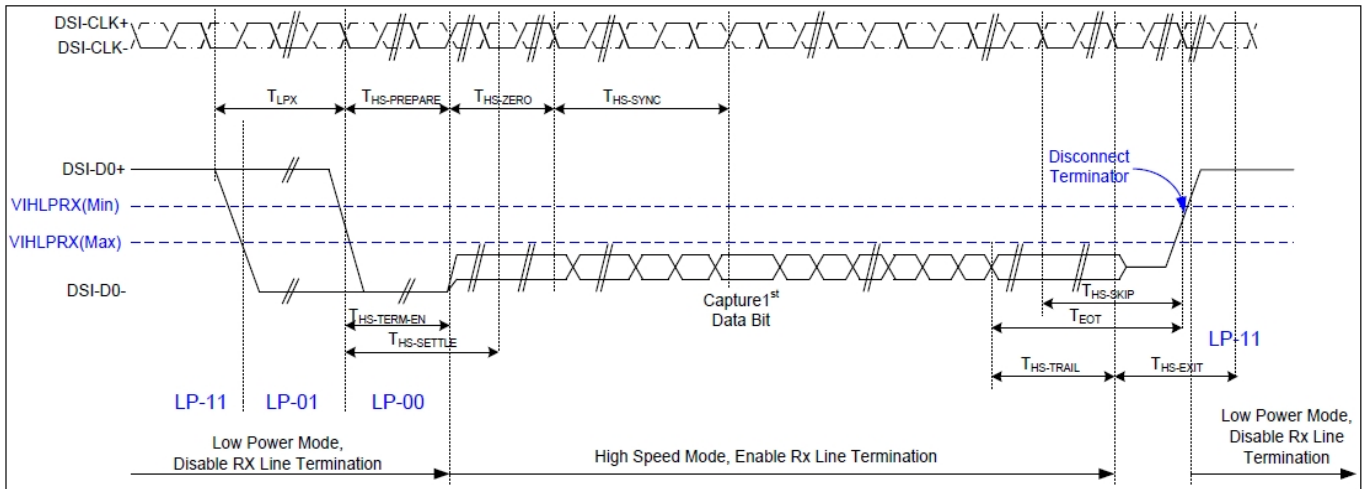 DSI-CLK+
DSI-CLK-
TLPX
THS-PREPARE
THS-ZERO
THS-SYNC
DSI-D0+
Disconnect
Terminator
VIHLPRX(Min)
VIHLPRX(Max)
DSI-D0-
Capture1st
Data Bit
THS-SKIP
THS-TERM-EN
TEOT
THS-SETTLE
LP-11
THS-TRAIL
THS-EXIT
LP-11
LP-01
LP-00
Low Power Mode,
Disable RX Line Termination
High Speed Mode, Enable Rx Line Termination
Low Power Mode,
Disable Rx Line
Termination